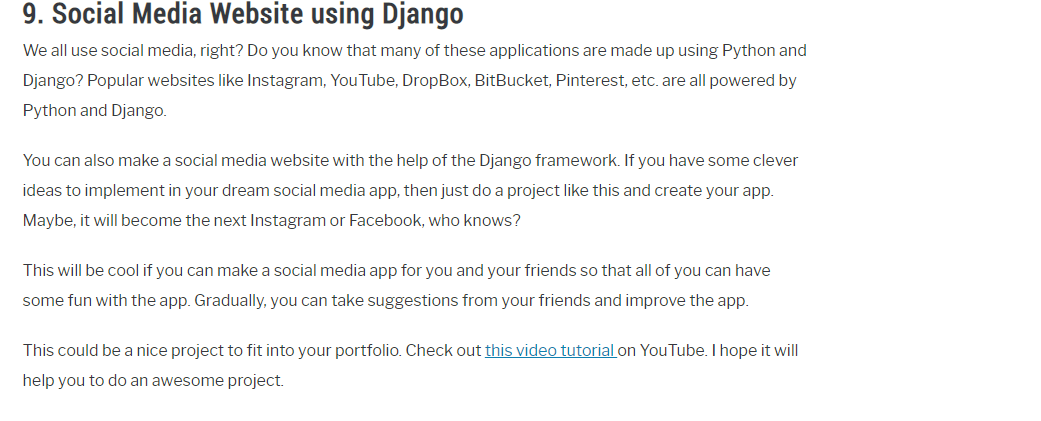 9. Social Media Website using Django
We all use social media, right? Do you know that many of these applications are made up using Python and
Django? Popular websites like Instagram, YouTube, DropBox, BitBucket, Pinterest, etc. are all powered by
Python and Django.
You can also make a social media website with the help of the Django framework. If you have some clever
ideas to implement in your dream social media app, then just do a project like this and create your app.
Maybe, it will become the next Instagram or Facebook, who knows?
This will be cool if you can make a social media app for you and your friends so that all of you can have
some fun with the app. Gradually, you can take suggestions from your friends and improve the app.
This could be a nice project to fit into your portfolio. Check out this video tutorial on YouTube. I hope it will
help you to do an awesome project.